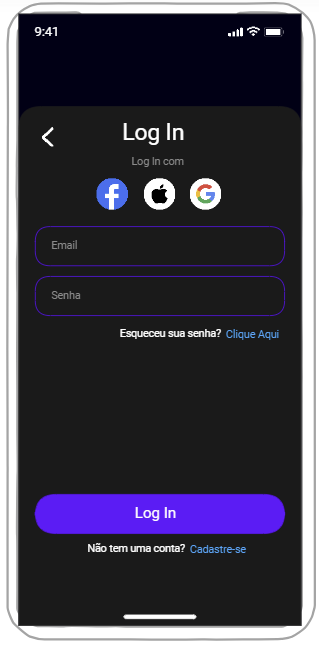 9:41
Log In
Log In com
Email
Senha
Esqueceu sua senha? Clique Aqui
Log In
Não tem uma conta? Cadastre-se